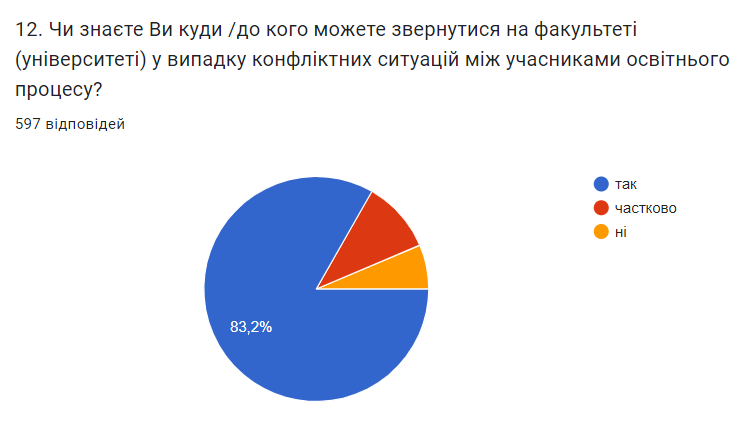 12. Чи знаєте Ви куди /до кого можете звернутися на факультеті
(університеті) у випадку конфліктних ситуацій між учасниками освітнього
процесу?
597 відповідей
так
частково
ні
83,2%